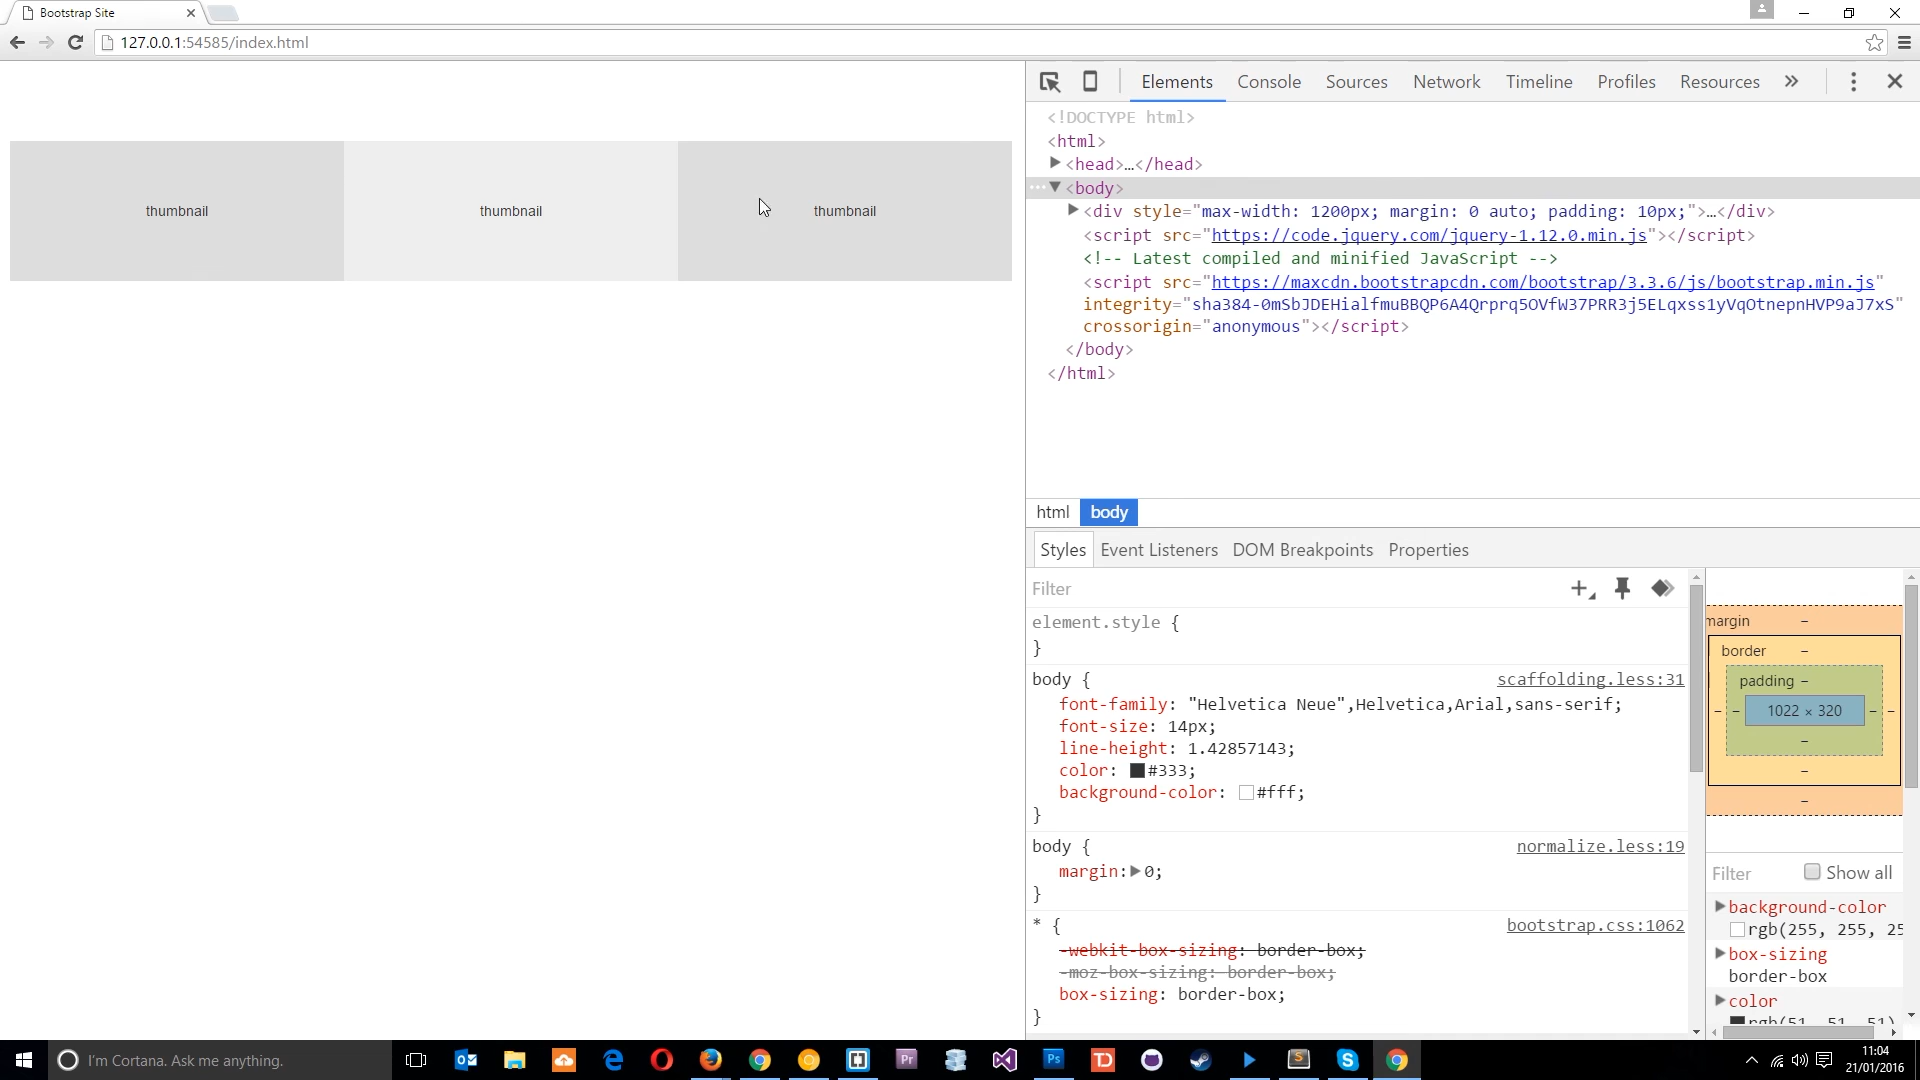 Bootstrap Site
127.0.0.1:54585/index.html
thumbnail
thumbnail
thumbnail
Elements Console Sources Network Timeline Profiles Resources
<!DOCTYPE html>
<html>
<head>…</head>
<body>
<div style="max-width: 1200px; margin: 0 auto; padding: 10px;">…</div>
<script src="https://code.jquery.com/jquery-1.12.0.min.js"></script>
<!-- Latest compiled and minified JavaScript -->
<script src="https://maxcdn.bootstrapcdn.com/bootstrap/3.3.6/js/bootstrap.min.js"
integrity="sha384-0mSbJDEHialfmuBBQP6A4Qrprq5OVfW37PRR3j5ELqxss1yVqOtnepnHVP9aJ7xS"
crossorigin="anonymous"></script>
</body>
</html>
html body
Styles Event Listeners DOM Breakpoints Properties
Filter
element.style {
}
body {
scaffolding.less:31
font-family: "Helvetica Neue",Helvetica,Arial,sans-serif;
font-size: 14px;
line-height: 1.42857143;
color: #333;
background-color: #fff;
}
body {
normalize.less:19
margin: 0;
}
* {
bootstrap.css:1062
-webkit-box-sizing: border-box;
-moz-box-sizing: border-box;
box-sizing: border-box;
}
margin –
border –
padding –
– – 1022 × 320 – –
–
–
–
Filter Show all
background-color
rgb(255, 255, 25
box-sizing
border-box
color
rgb(51, 51, 51)
I'm Cortana. Ask me anything.
11:04
21/01/2016